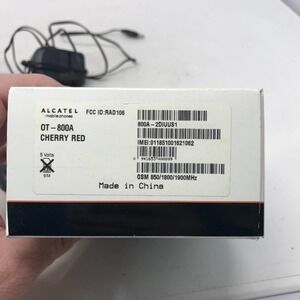 ALCATEL
mobile phones
FCC ID:RAD106
800A-2DIUUS1
OT-800A
CHERRY RED
IMEI:011851001621062
5 Volts
GSM 850/1800/1900MHz
Made in China